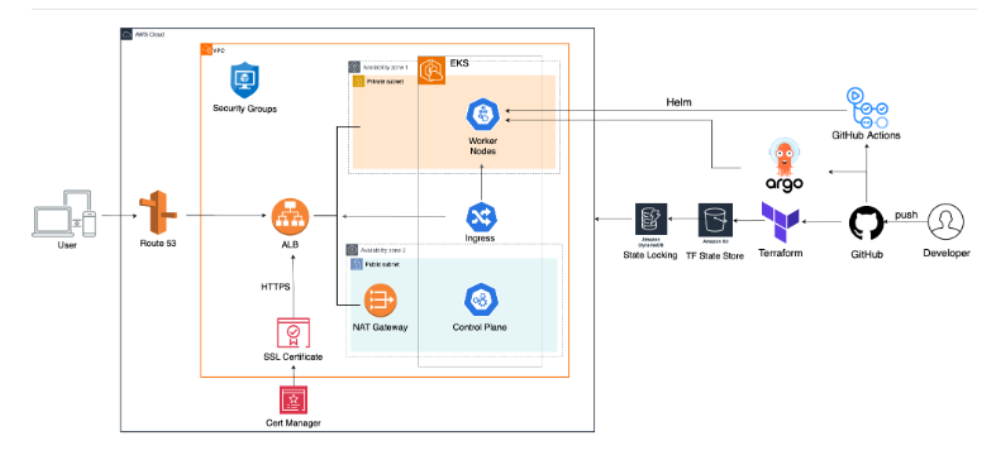 AWS Cloud
VPC
Availability zone 1
EKS
Private subnet
Security Groups
Helm
GitHub Actions
Worker
Nodes
argo
push
User
Route 53
ALB
Ingress
Amazon
DynamoDB
State Locking
Amazon S3
TF State Store
Terraform
GitHub
Developer
Availability zone 2
Public subnet
HTTPS
NAT Gateway
Control Plane
SSL Certificate
Cert Manager